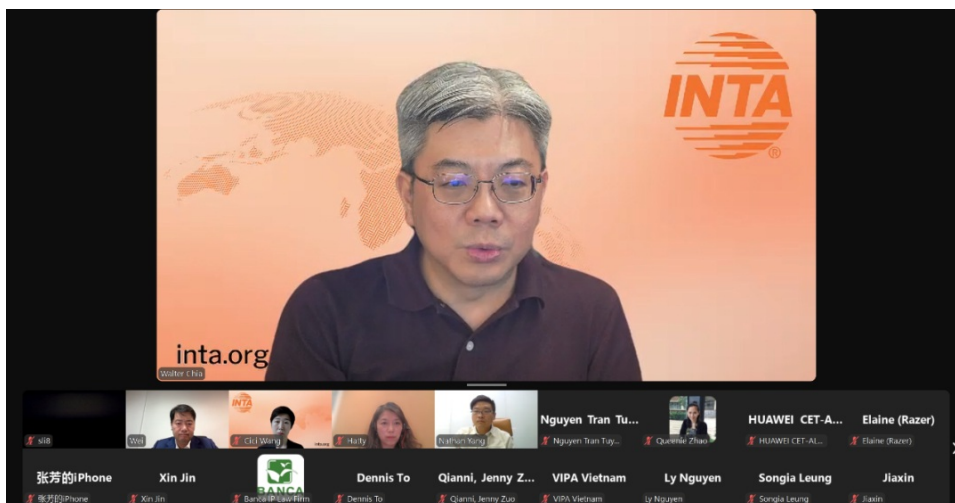 INTA
®
inta.org
Walter Chia
slil8
Wei
INTA
Cici Wang
Hatty
Nathan Yang
Nguyen Tran Tu...
Nguyen Tran Tuy...
Queenie Zhao
HUAWEI CET-A...
HUAWEI CET-AL...
Elaine (Razer)
Elaine (Razer)
张芳的iPhone
张芳的iPhone
Xin Jin
Xin Jin
BANCA
Banca IP Law Firm
Dennis To
Dennis To
Qianni, Jenny Z...
Qianni, Jenny Zuo
VIPA Vietnam
VIPA Vietnam
Ly Nguyen
Ly Nguyen
Songia Leung
Songia Leung
Jiaxin
Jiaxin